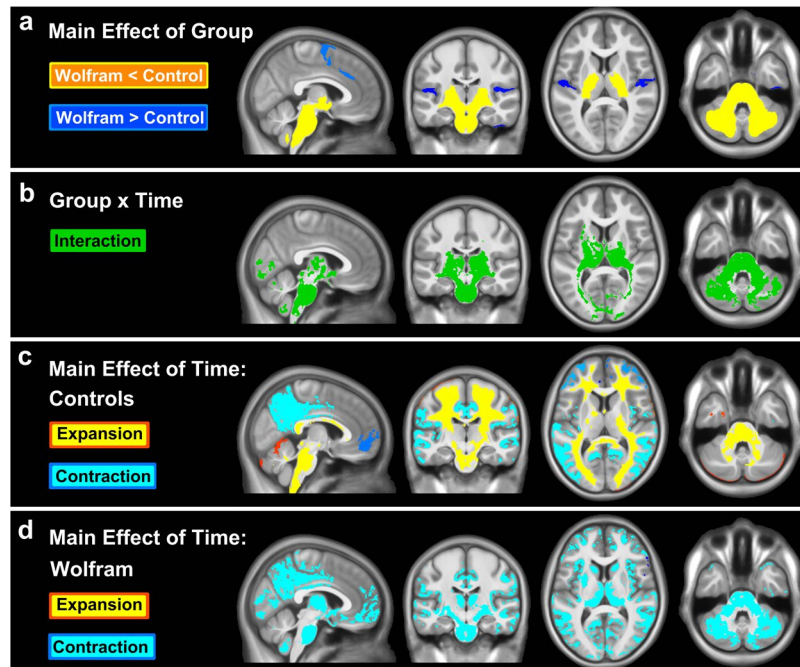 a Main Effect of Group
Wolfram < Control
Wolfram > Control
b Group x Time
Interaction
c Main Effect of Time:
Controls
Expansion
Contraction
d Main Effect of Time:
Wolfram
Expansion
Contraction